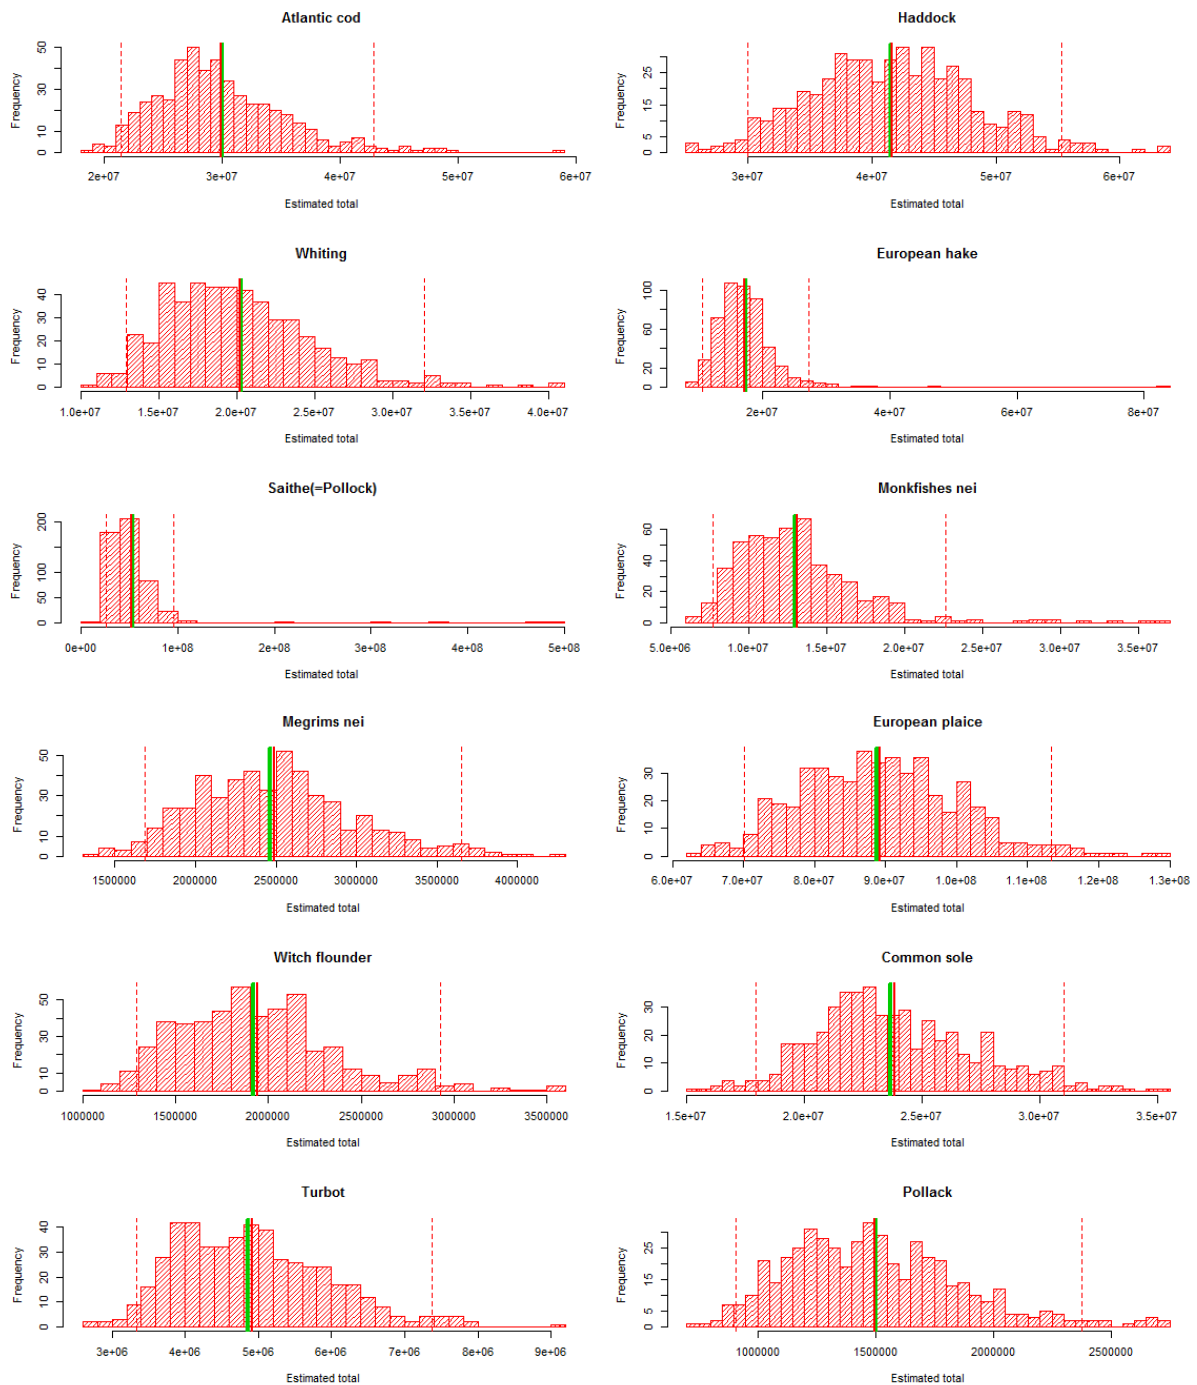 Atlantic cod
Frequency
0 10 30 50
2e+07 3e+07 4e+07 5e+07 6e+07
Estimated total
Haddock
Frequency
0 5 15 25
3e+07 4e+07 5e+07 6e+07
Estimated total
Whiting
Frequency
0 10 20 30 40
1.0e+07 1.5e+07 2.0e+07 2.5e+07 3.0e+07 3.5e+07 4.0e+07
Estimated total
European hake
Frequency
0 20 60 100
2e+07 4e+07 6e+07 8e+07
Estimated total
Saithe(=Pollock)
Frequency
0 50 100 200
0e+00 1e+08 2e+08 3e+08 4e+08 5e+08
Estimated total
Monkfishes nei
Frequency
0 20 40 60
5.0e+06 1.0e+07 1.5e+07 2.0e+07 2.5e+07 3.0e+07 3.5e+07
Estimated total
Megrims nei
Frequency
0 10 30 50
1500000 2000000 2500000 3000000 3500000 4000000
Estimated total
European plaice
Frequency
0 10 20 30
6.0e+07 7.0e+07 8.0e+07 9.0e+07 1.0e+08 1.1e+08 1.2e+08 1.3e+08
Estimated total
Witch flounder
Frequency
0 10 30 50
1000000 1500000 2000000 2500000 3000000 3500000
Estimated total
Common sole
Frequency
0 10 20 30
1.5e+07 2.0e+07 2.5e+07 3.0e+07 3.5e+07
Estimated total
Turbot
Frequency
0 10 20 30 40
3e+06 4e+06 5e+06 6e+06 7e+06 8e+06 9e+06
Estimated total
Pollack
Frequency
0 5 15 25
1000000 1500000 2000000 2500000
Estimated total